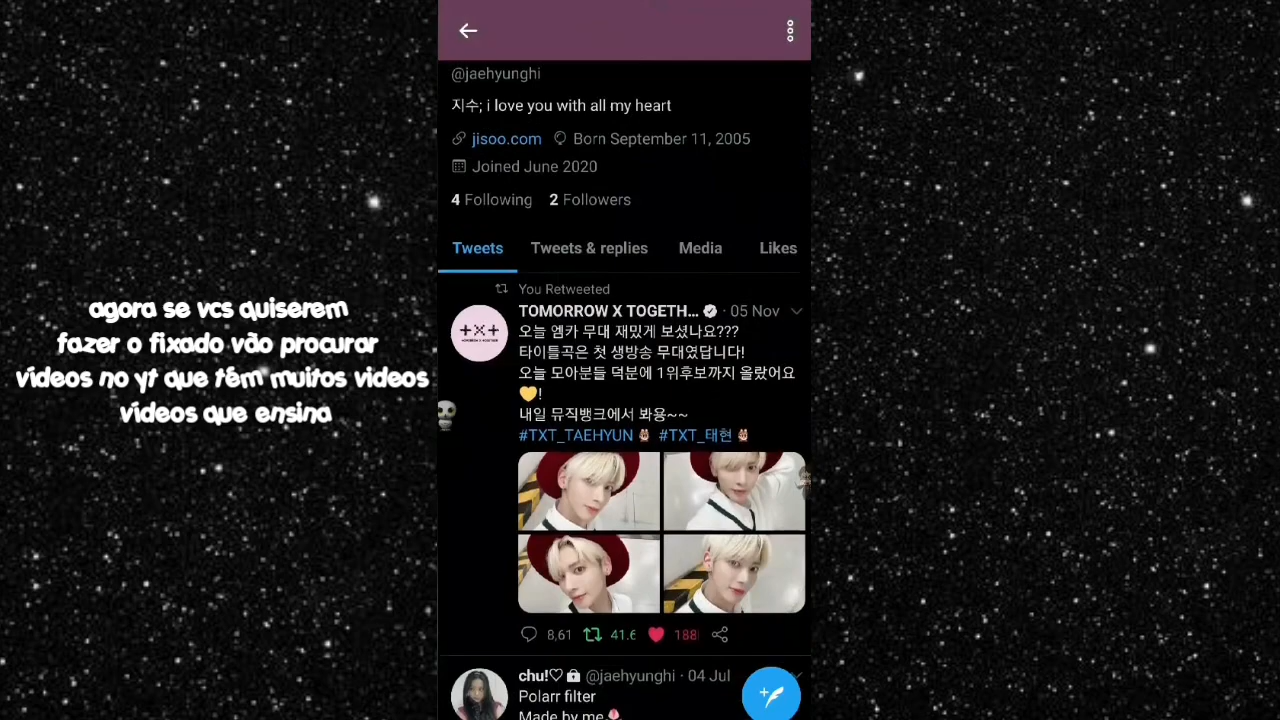 agora se vcs quiserem
fazer o fixado vão procurar
vídeos no yt que têm muitos videos
vídeos que ensina
@jaehyunghi
지수; i love you with all my heart
jisoo.com Born September 11, 2005
Joined June 2020
4 Following 2 Followers
Tweets Tweets & replies Media Likes
You Retweeted
TOMORROW X TOGETH... · 05 Nov
오늘 엠카 무대 재밌게 보셨나요???
타이틀곡은 첫 생방송 무대였답니다!
오늘 모아분들 덕분에 1위후보까지 올랐어요
💛!
내일 뮤직뱅크에서 봐용~~
#TXT_TAEHYUN #TXT_태현
8,61 41.6 188
chu!♡ @jaehyunghi · 04 Jul
Polarr filter
Made by me